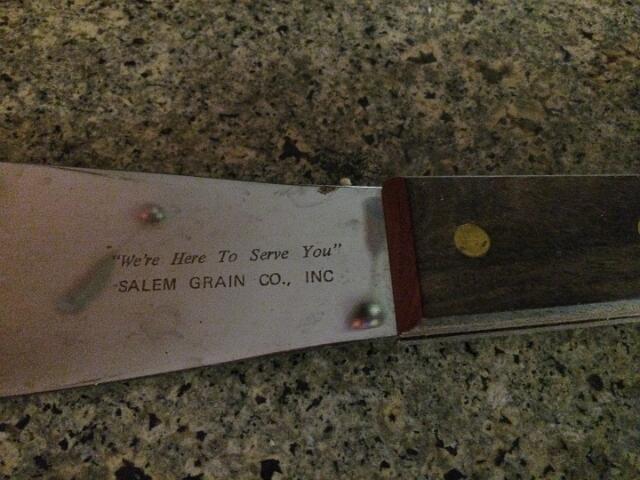 "We're Here To Serve You"
SALEM GRAIN CO., INC